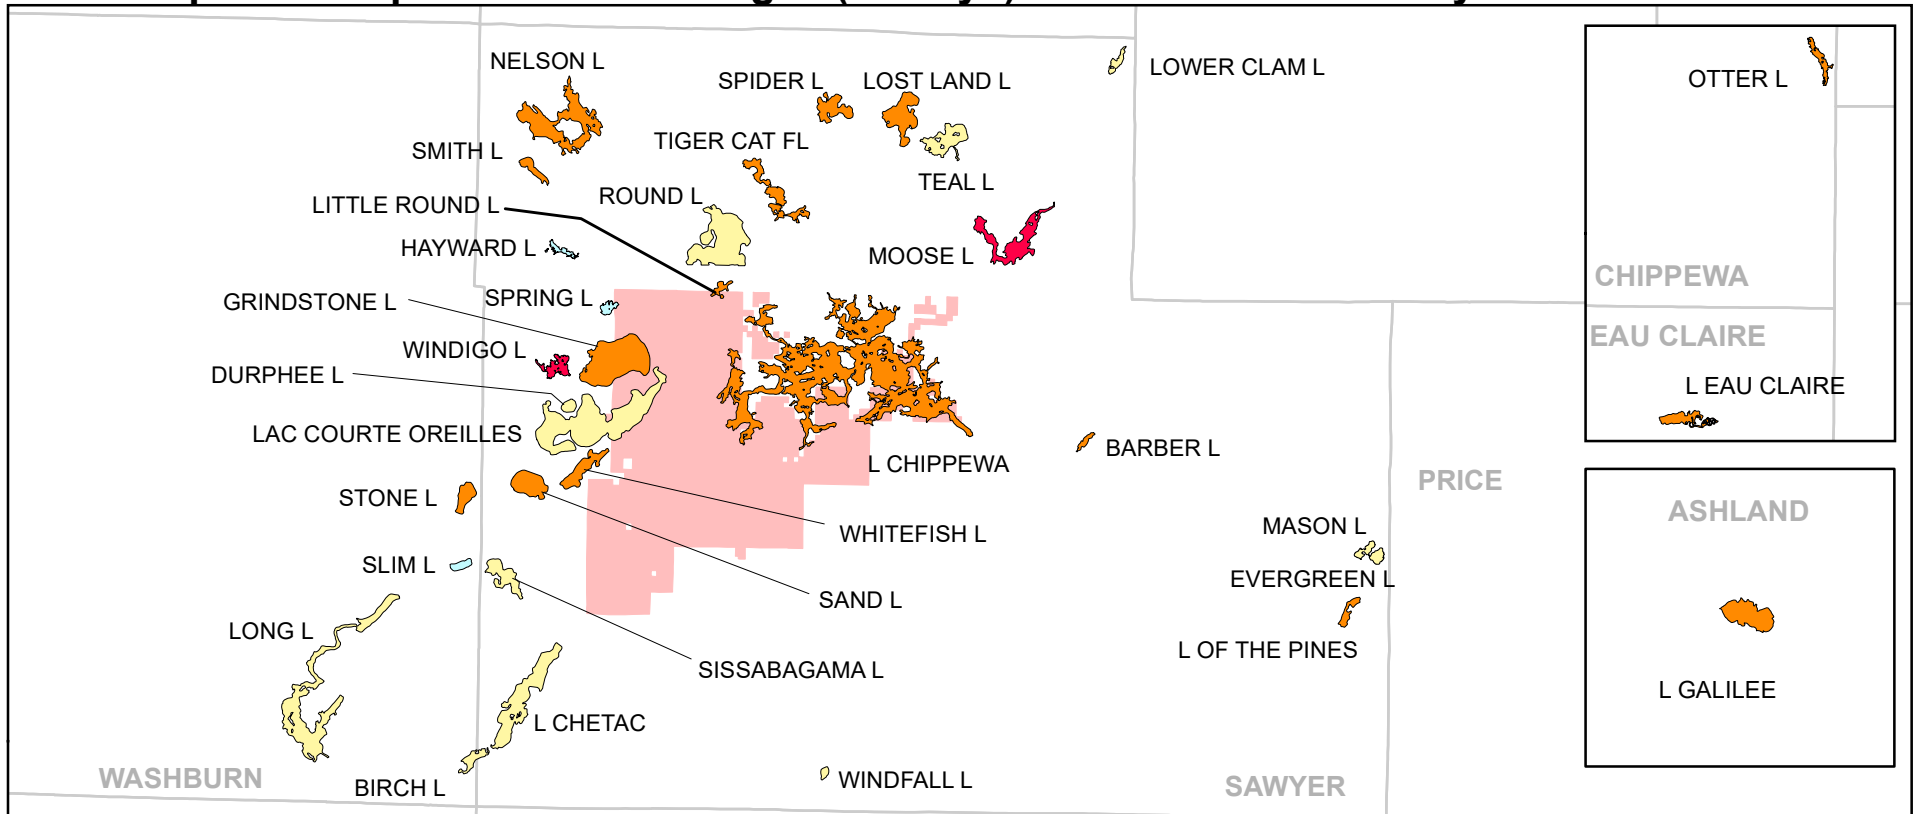 NELSON L
SPIDER L
LOST LAND L
LOWER CLAM L
OTTER L
SMITH L
TIGER CAT FL
TEAL L
LITTLE ROUND L
ROUND L
HAYWARD L
MOOSE L
CHIPPEWA
GRINDSTONE L
SPRING L
EAU CLAIRE
WINDIGO L
DURPHEE L
L EAU CLAIRE
LAC COURTE OREILLES
BARBER L
L CHIPPEWA
PRICE
STONE L
ASHLAND
MASON L
WHITEFISH L
SLIM L
EVERGREEN L
SAND L
LONG L
L OF THE PINES
SISSABAGAMA L
L GALILEE
L CHETAC
WASHBURN
BIRCH L
WINDFALL L
SAWYER